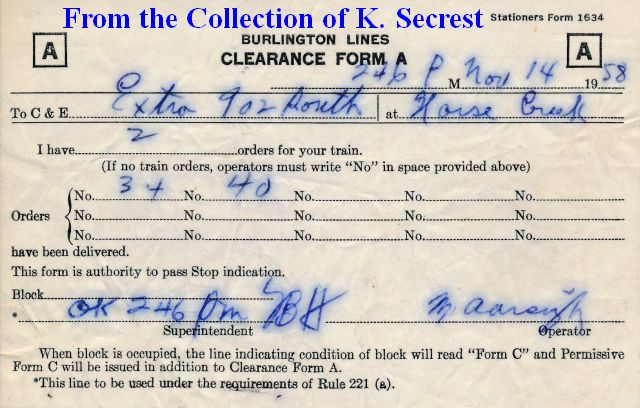 From the Collection of K. Secrest
Stationers Form 1634
A BURLINGTON LINES A
CLEARANCE FORM A
246 P M Nov 14 1958
To C & E Extra 902 South at Horse Creek
I have 2 orders for your train.
(If no train orders, operators must write "No" in space provided above)
No. 34 No. 40 No. No. No.
Orders No. No. No. No. No.
No. No. No. No. No.
have been delivered.
This form is authority to pass Stop indication.
Block
* OK 246 pm
Superintendent Operator
When block is occupied, the line indicating condition of block will read "Form C" and Permissive
Form C will be issued in addition to Clearance Form A.
*This line to be used under the requirements of Rule 221 (a).